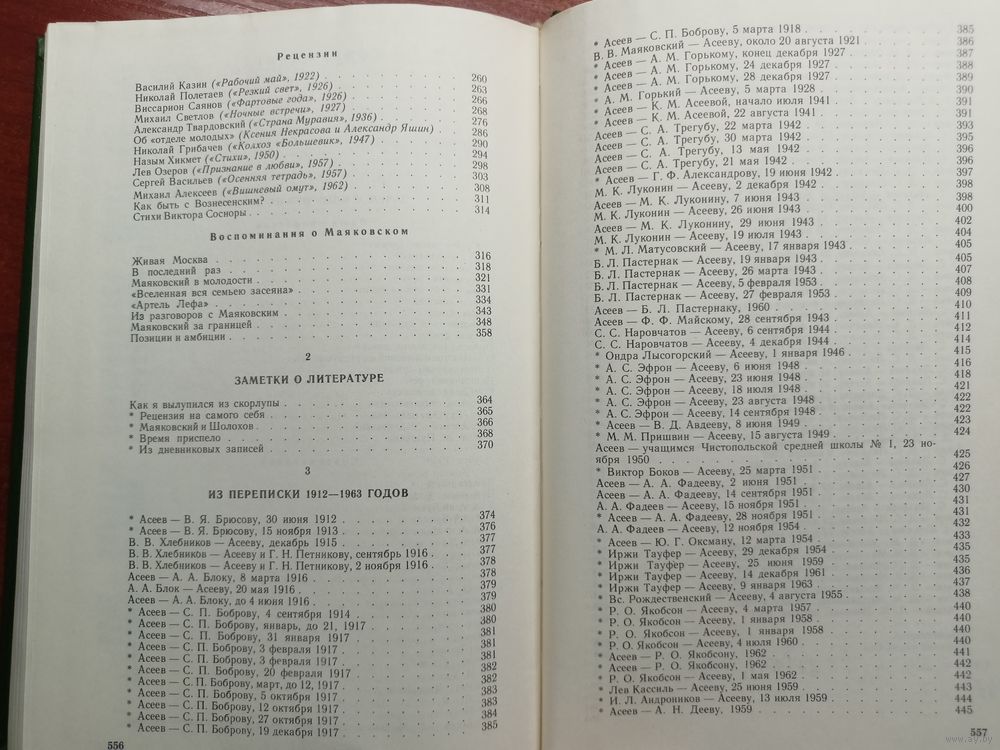 Рецензии
Василий Казин («Рабочий май», 1922) 260
Николай Полетаев («Резкий свет», 1926) 263
Виссарион Саянов («Фартовые года», 1926) 266
Михаил Светлов («Ночные встречи», 1927) 268
Александр Твардовский («Страна Муравия», 1936) 276
Об «отделе молодых» (Ксения Некрасова и Александр Яшин) 286
Николай Грибачев («Колхоз «Большевик», 1947) 290
Назым Хикмет («Стихи», 1950) 294
Лев Озеров («Признание в любви», 1957) 298
Сергей Васильев («Осенняя тетрадь», 1957) 303
Михаил Алексеев («Вишневый омут», 1962) 308
Как быть с Вознесенским? 311
Стихи Виктора Сосноры 314
Воспоминания о Маяковском
Живая Москва 316
В последний раз 318
Маяковский в молодости 321
«Вселенная вся семьею засеяна» 331
«Артель Лефа» 334
Из разговоров с Маяковским 343
Маяковский за границей 348
Позиции и амбиции 358
2
ЗАМЕТКИ О ЛИТЕРАТУРЕ
Как я вылупился из скорлупы 364
* Рецензия на самого себя 365
* Маяковский и Шолохов 366
* Время приспело 368
* Из дневниковых записей 370
3
ИЗ ПЕРЕПИСКИ 1912—1963 ГОДОВ
* Асеев — В. Я. Брюсову, 30 июня 1912 374
* Асеев — В. Я. Брюсову, 15 ноября 1913 376
В. В. Хлебников — Асееву, декабрь 1915 377
В. В. Хлебников — Асееву и Г. Н. Петникову, сентябрь 1916 377
В. В. Хлебников — Асееву и Г. Н. Петникову, 2 ноября 1916 378
Асеев — А. А. Блоку, 8 марта 1916 378
А. А. Блок — Асееву, 20 мая 1916 379
Асеев — А. А. Блоку, до 4 июня 1916 379
* Асеев — С. П. Боброву, 4 сентября 1914 380
* Асеев — С. П. Боброву, январь, до 21, 1917 380
* Асеев — С. П. Боброву, 31 января 1917 381
* Асеев — С. П. Боброву, 3 февраля 1917 381
* Асеев — С. П. Боброву, 3 февраля 1917 381
* Асеев — С. П. Боброву, 20 февраля 1917 382
* Асеев — С. П. Боброву, март, до 12, 1917 382
* Асеев — С. П. Боброву, 5 октября 1917 383
* Асеев — С. П. Боброву, 12 октября 1917 383
* Асеев — С. П. Боброву, 27 октября 1917 384
* Асеев — С. П. Боброву, 19 декабря 1917 385
556
* Асеев — С. П. Боброву, 5 марта 1918 385
В. В. Маяковский — Асееву, около 20 августа 1921 386
* Асеев — А. М. Горькому, конец декабря 1927 387
* Асеев — А. М. Горькому, 24 декабря 1927 388
* Асеев — А. М. Горькому, 28 декабря 1927 389
* А. М. Горький — Асееву, 5 марта 1928 390
* Асеев — К. М. Асеевой, начало июля 1941 391
* Асеев — К. М. Асеевой, 22 августа 1941 391
Асеев — С. А. Трегубу, 22 марта 1942 393
Асеев — С. А. Трегубу, 30 марта 1942 395
Асеев — С. А. Трегубу, 13 мая 1942 396
Асеев — С. А. Трегубу, 21 мая 1942 396
* Асеев — Г. Ф. Александрову, 19 июня 1942 397
М. К. Луконин — Асееву, 2 декабря 1942 398
Асеев — М. К. Луконину, 7 июня 1943 398
М. К. Луконин — Асееву, 26 июня 1943 400
Асеев — М. К. Луконину, 29 июня 1943 402
М. К. Луконин — Асееву, 19 июля 1943 404
* М. Л. Матусовский — Асееву, 17 января 1943 405
Б. Л. Пастернак — Асееву, 19 января 1943 405
Б. Л. Пастернак — Асееву, 26 марта 1943 407
Б. Л. Пастернак — Асееву, 5 февраля 1953 408
Б. Л. Пастернак — Асееву, 27 февраля 1953 409
Асеев — Б. Л. Пастернаку, 1960 410
Асеев — Ф. Ф. Майскому, 28 сентября 1943 411
С. С. Наровчатов — Асееву, 6 сентября 1944 412
С. С. Наровчатов — Асееву, 4 декабря 1944 414
* Ондра Лысогорский — Асееву, 1 января 1946 415
* А. С. Эфрон — Асееву, 6 июня 1948 416
* А. С. Эфрон — Асееву, 23 июня 1948 418
* А. С. Эфрон — Асееву, 18 июля 1948 421
* А. С. Эфрон — Асееву, 23 августа 1948 422
* А. С. Эфрон — Асееву, 14 сентября 1948 422
* Асеев — В. Д. Авдееву, 8 июня 1949 423
* М. М. Пришвин — Асееву, 15 августа 1949 424
Асеев — учащимся Чистопольской средней школы № 1, 23 но-
ября 1950 425
* Виктор Боков — Асееву, 25 марта 1951 426
Асеев — А. А. Фадееву, 2 июня 1951 427
Асеев — А. А. Фадееву, 14 сентября 1951 430
А. А. Фадеев — Асееву, 15 ноября 1951 431
* Асеев — А. А. Фадееву, 28 ноября 1951 431
А. А. Фадеев — Асееву, 12 ноября 1954 432
* Асеев — Ю. Г. Оксману, 12 марта 1954 433
* Иржи Тауфер — Асееву, 29 декабря 1954 435
* Иржи Тауфер — Асееву, 25 июня 1959 435
Иржи Тауфер — Асееву, 14 декабря 1961 436
Иржи Тауфер — Асееву, 9 января 1963 437
* Вс. Рождественский — Асееву, 4 августа 1955 438
* Р. О. Якобсон — Асееву, 4 марта 1957 440
* Р. О. Якобсон — Асееву, 1 января 1958 440
* Р. О. Якобсон — Асееву, 1 января 1958 440
* Р. О. Якобсон — Асееву, 4 июля 1960 440
* Асеев — Р. О. Якобсону, 1962 441
* Асеев — Р. О. Якобсону, 1962 442
* Р. О. Якобсон — Асееву, 1 мая 1962 442
* Лев Кассиль — Асееву, 25 июня 1959 443
* И. Л. Андроников — Асееву, 13 июля 1959 444
* Асеев — А. Н. Дееву, 1959 445
557
www.ay.by